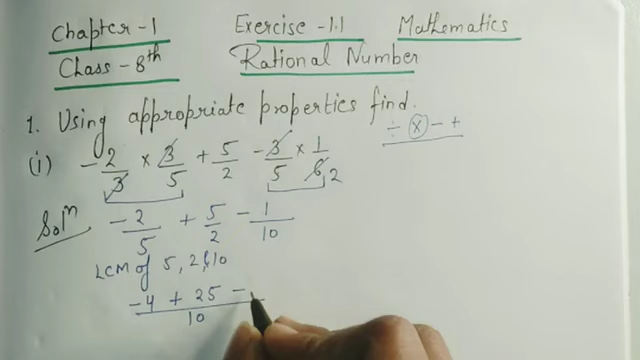 Chapter-1 Exercise-1.1 Mathematics
Class-8th Rational Number
1. Using appropriate properties find.
÷ × - +
(i) -2/3 × 3/5 + 5/2 - 3/5 × 1/6 2
Solⁿ -2/5 + 5/2 - 1/10
LCM of 5, 2 & 10
-4 + 25 - / 10